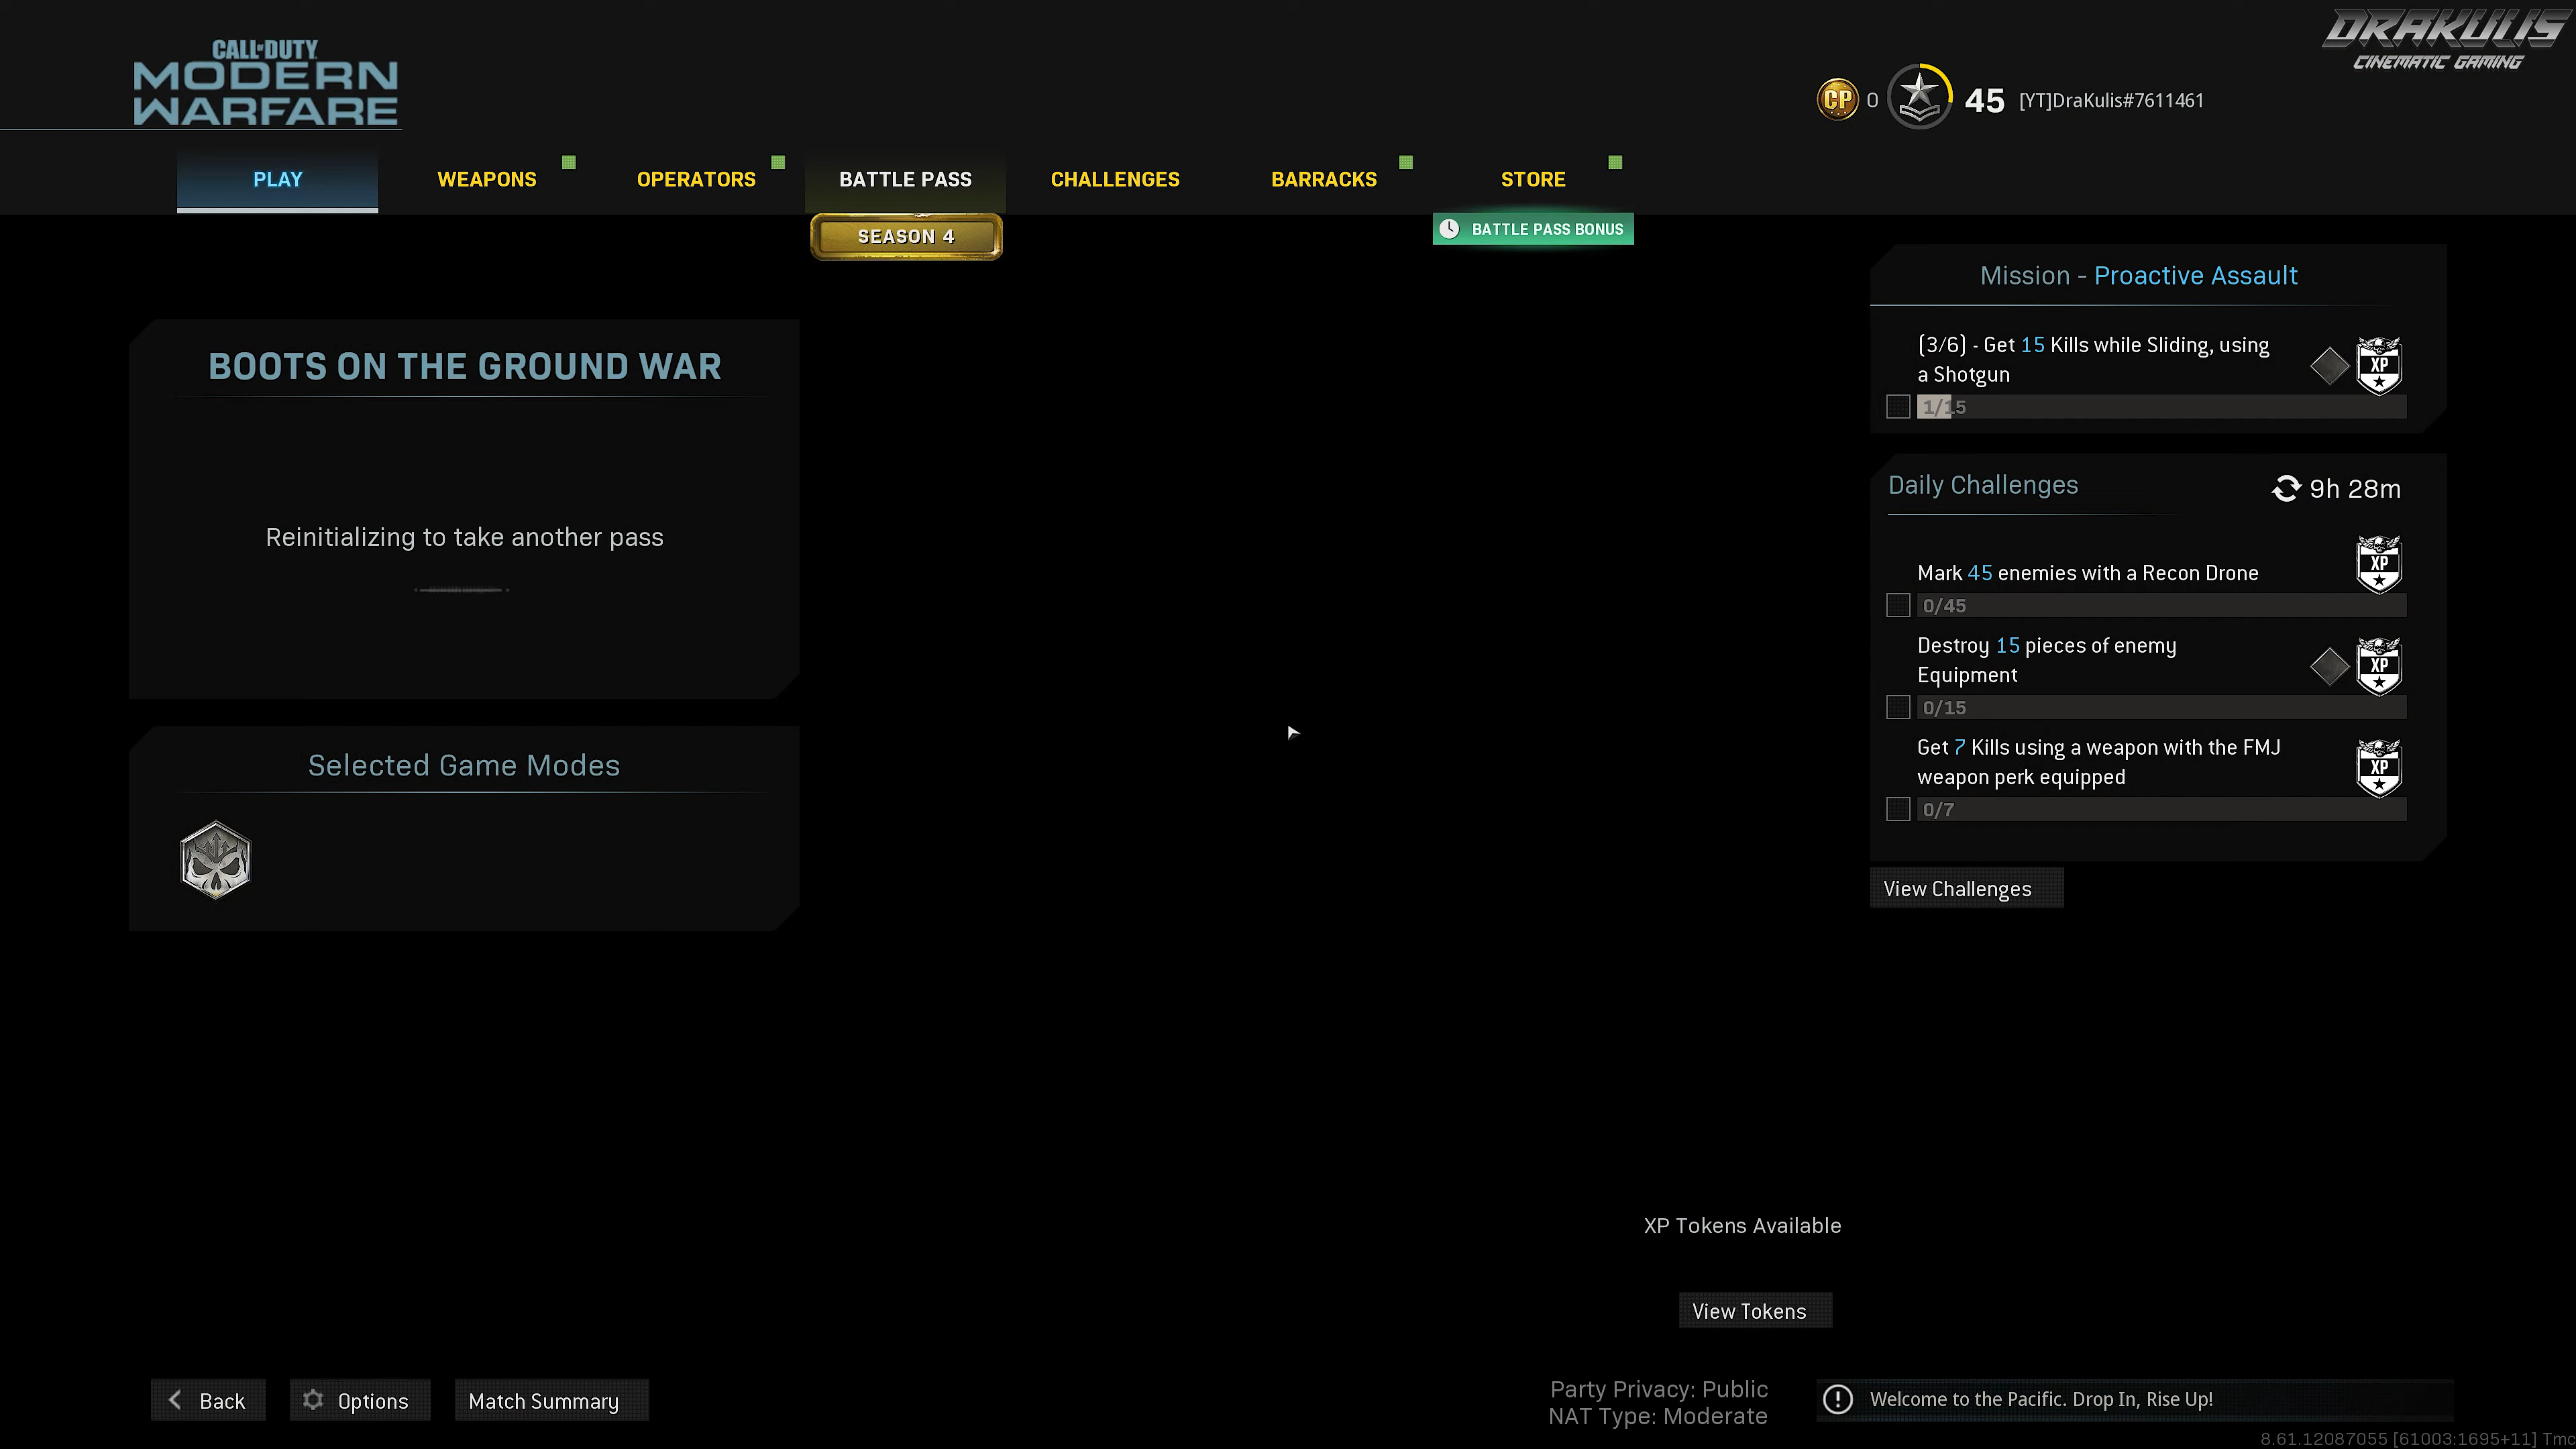 DRAKULIS
CINEMATIC GAMING
CALL OF DUTY
MODERN
WARFARE
CP 0 45 [YT]DraKulis#7611461
PLAY WEAPONS OPERATORS BATTLE PASS CHALLENGES BARRACKS STORE
SEASON 4
BATTLE PASS BONUS
BOOTS ON THE GROUND WAR
Reinitializing to take another pass
Selected Game Modes
Mission - Proactive Assault
(3/6) - Get 15 Kills while Sliding, using
a Shotgun
XP
1/15
Daily Challenges 9h 28m
Mark 45 enemies with a Recon Drone
XP
0/45
Destroy 15 pieces of enemy
Equipment
XP
0/15
Get 7 Kills using a weapon with the FMJ
weapon perk equipped
XP
0/7
View Challenges
XP Tokens Available
View Tokens
Back Options Match Summary
Party Privacy: Public
NAT Type: Moderate
Welcome to the Pacific. Drop In, Rise Up!
8.61.12087055 [61003:1695+11] Tmc